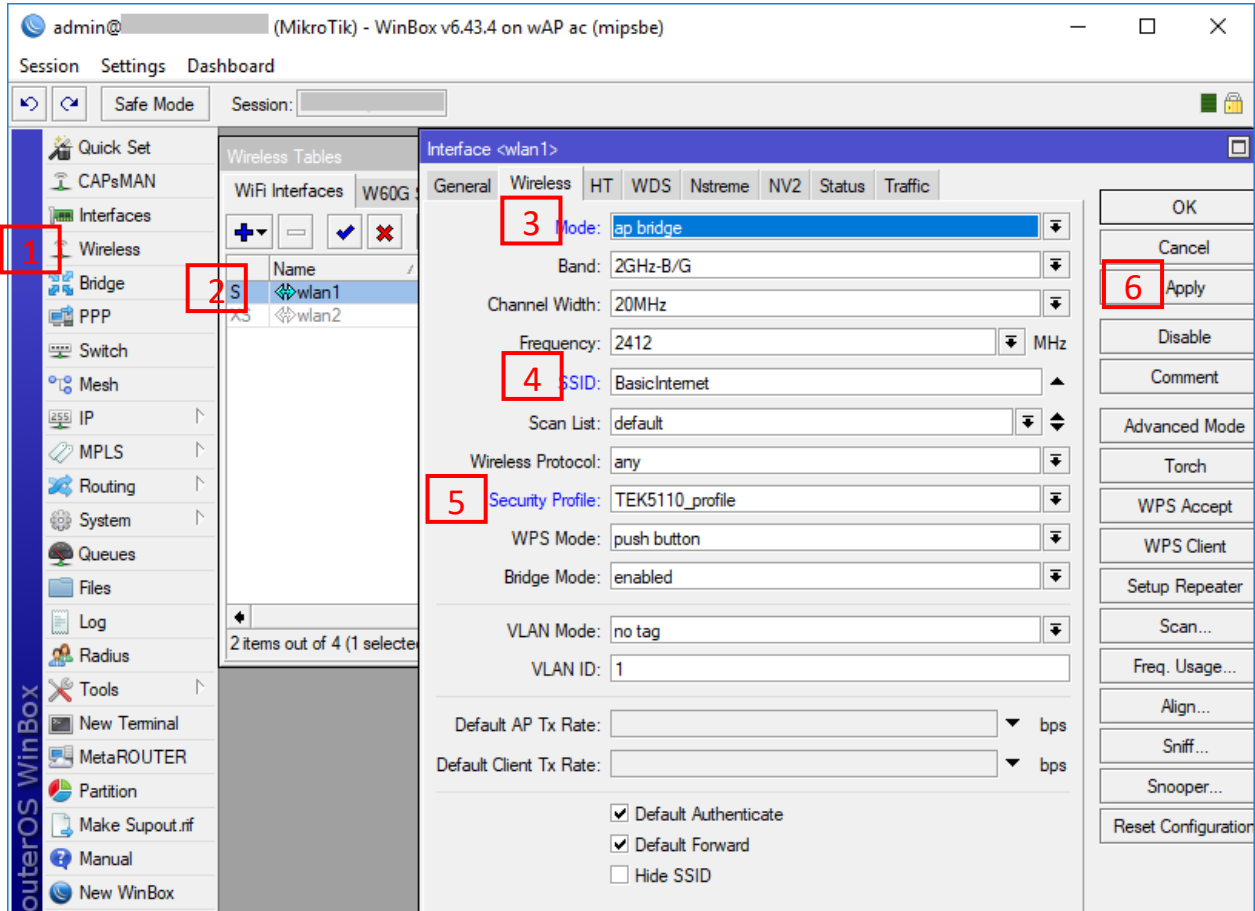 admin@ (MikroTik) - WinBox v6.43.4 on wAP ac (mipsbe)
Session Settings Dashboard
Safe Mode Session:
Quick Set
CAPsMAN
Interfaces
1 Wireless
Bridge
PPP
Switch
Mesh
255 IP
MPLS
Routing
System
Queues
Files
Log
Radius
Tools
New Terminal
MetaROUTER
Partition
Make Supout.rif
Manual
New WinBox
outerOS WinBox
Wireless Tables
WiFi Interfaces W60G
Name
2 S wlan1
XS wlan2
2 items out of 4 (1 selected
Interface <wlan1>
General Wireless HT WDS Nstreme NV2 Status Traffic
3 Mode: ap bridge
Band: 2GHz-B/G
Channel Width: 20MHz
Frequency: 2412 MHz
4 SSID: BasicInternet
Scan List: default
Wireless Protocol: any
5 Security Profile: TEK5110_profile
WPS Mode: push button
Bridge Mode: enabled
VLAN Mode: no tag
VLAN ID: 1
Default AP Tx Rate: bps
Default Client Tx Rate: bps
Default Authenticate
Default Forward
Hide SSID
OK
Cancel
6 Apply
Disable
Comment
Advanced Mode
Torch
WPS Accept
WPS Client
Setup Repeater
Scan...
Freq. Usage...
Align...
Sniff...
Snooper...
Reset Configuration